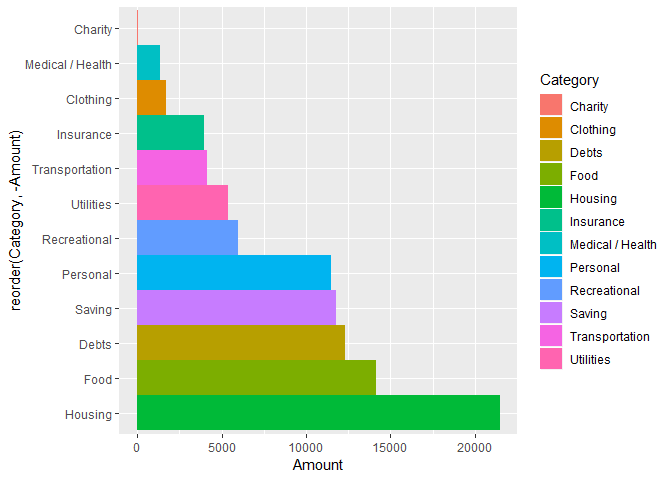 reorder(Category, -Amount)
Charity
Medical / Health
Clothing
Insurance
Transportation
Utilities
Recreational
Personal
Saving
Debts
Food
Housing
0 5000 10000 15000 20000
Amount
Category
Charity
Clothing
Debts
Food
Housing
Insurance
Medical / Health
Personal
Recreational
Saving
Transportation
Utilities